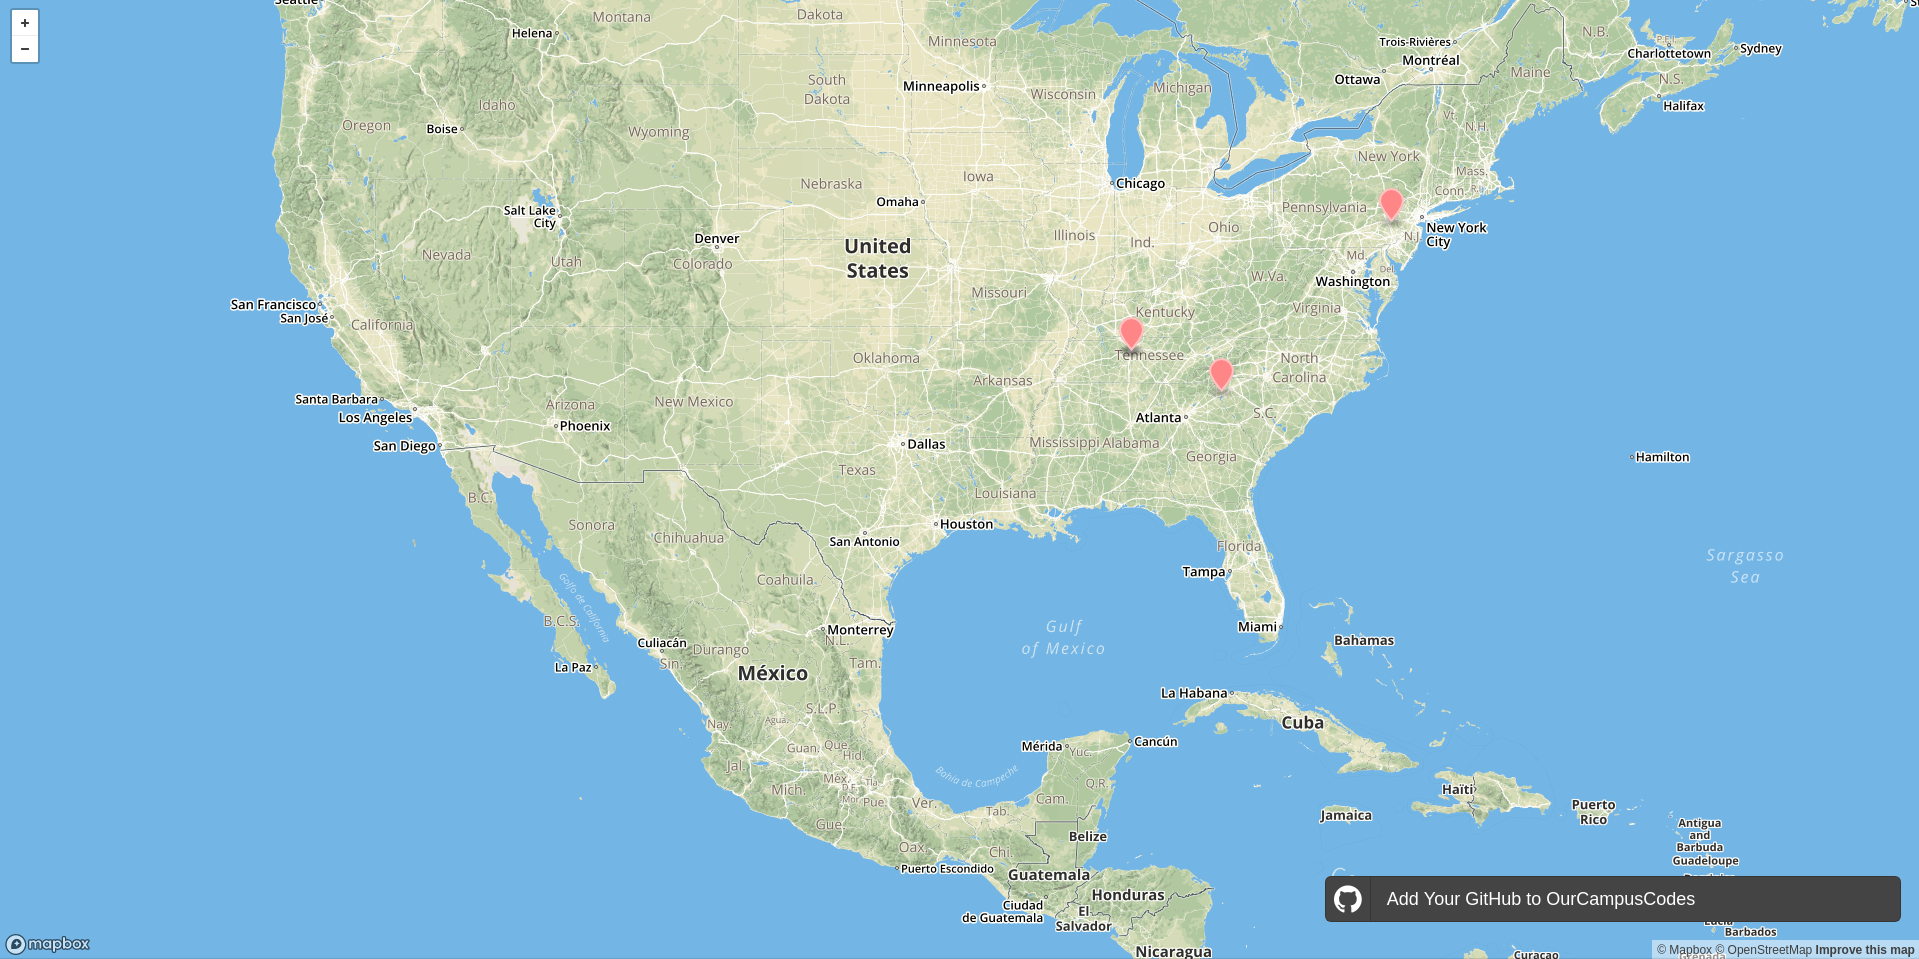 Seattle
Montana
Dakota
Helena
Minnesota
N.B.
P.E.I.
Trois-Rivières
Montréal
Charlottetown
Sydney
+
−
South
Dakota
Minneapolis
Wisconsin
Michigan
Ottawa
Maine
N.S.
Halifax
Idaho
Oregon
Boise
Wyoming
Vt.
N.H.
New York
Mass.
Conn.
R.I.
Nebraska
Iowa
Chicago
Omaha
Salt Lake
City
Pennsylvania
New York
City
N.J.
Denver
Colorado
United
States
Illinois
Ind.
Ohio
Nevada
Utah
Md.
Del.
Washington
W.Va.
Missouri
San Francisco
San José
California
Kentucky
Virginia
Oklahoma
Tennessee
North
Carolina
Arkansas
Santa Barbara
Los Angeles
Arizona
New Mexico
Phoenix
Atlanta
S.C.
San Diego
Dallas
Mississippi
Alabama
Georgia
Hamilton
Texas
B.C.
Louisiana
Sonora
Chihuahua
Houston
San Antonio
Florida
Sargasso
Sea
Coahuila
Tampa
Golfo de California
B.C.S.
Monterrey
N.L.
Gulf
of Mexico
Miami
Bahamas
Culiacán
Sin.
Durango
Tam.
La Paz
México
La Habana
Cuba
S.L.P.
Nay.
Agua.
Guan.
Que.
Hid.
Mérida
Yuc.
Cancún
Jal.
Méx.
D.F.
Tla.
Bahía de Campeche
Q.R.
Mich.
Mor.
Pue.
Ver.
Cam.
Tab.
Haïti
Puerto
Rico
Jamaica
Gue.
Belize
Antigua
and
Barbuda
Guadeloupe
Oax.
Chi.
Puerto Escondido
Guatemala
Honduras
Ciudad
de Guatemala
El
Salvador
Add Your GitHub to OurCampusCodes
Lucia
Barbados
Nicaragua
Curaçao
Grenada
mapbox
© Mapbox © OpenStreetMap Improve this map